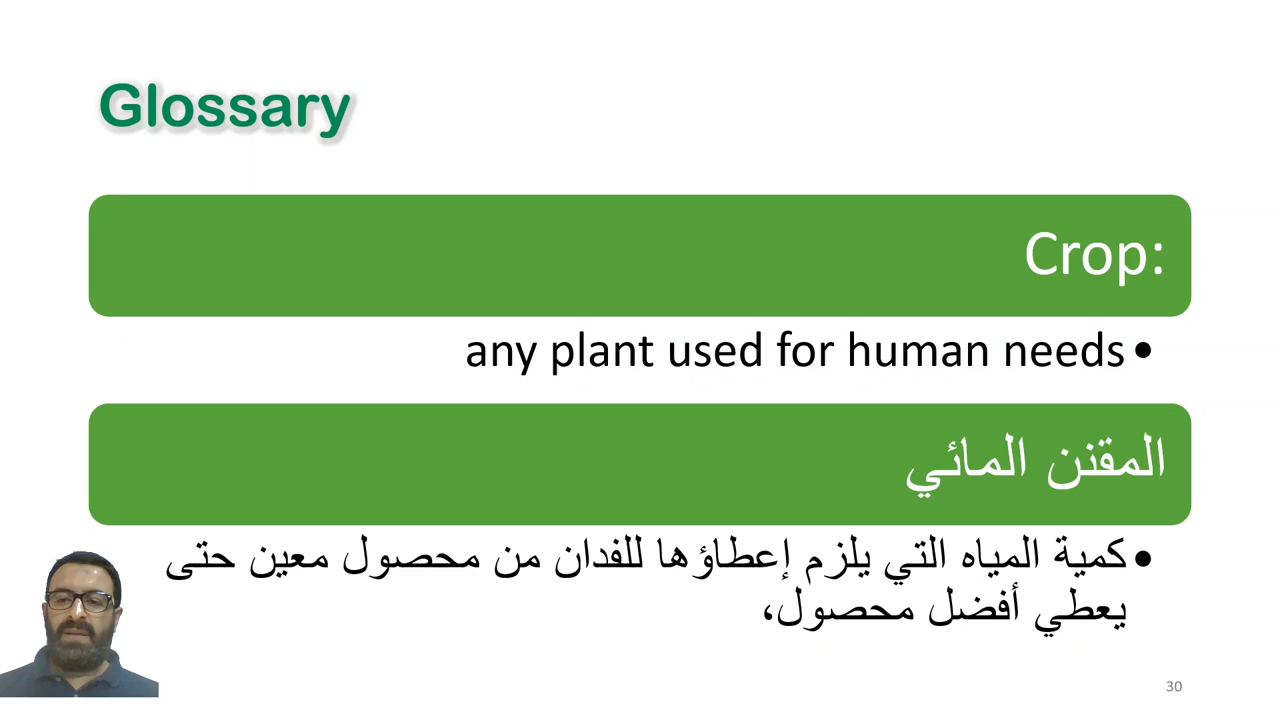 Glossary
Crop:
• any plant used for human needs
المقنن المائي
• كمية المياه التي يلزم إعطاؤها للفدان من محصول معين حتى
يعطي أفضل محصول،
30